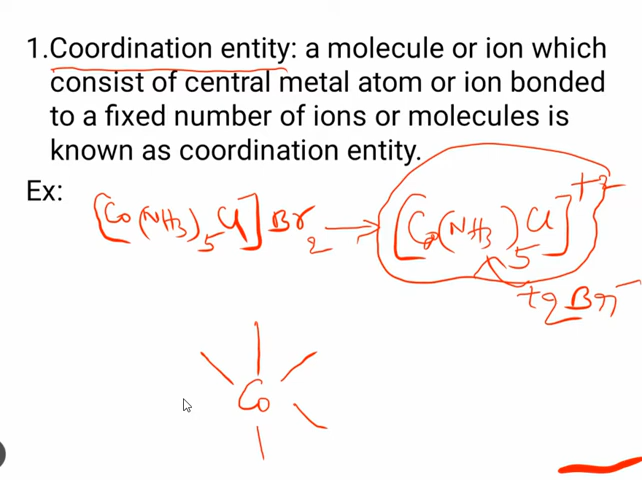 1.Coordination entity: a molecule or ion which
consist of central metal atom or ion bonded
to a fixed number of ions or molecules is
known as coordination entity.
Ex:
[Co(NH3)5Cl]Br2 → [Co(NH3)5Cl]+2
+2Br−
Co